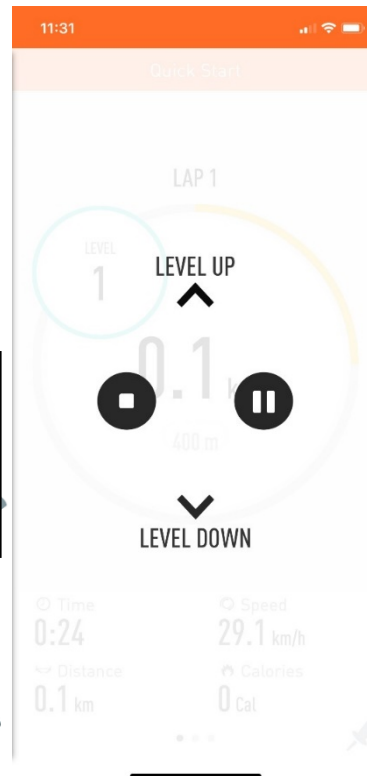 11:31
Quick Start
LAP 1
LEVEL
1
LEVEL UP
0.1 k
400 m
LEVEL DOWN
Time
Speed
0:24
29.1 km/h
Distance
Calories
0.1 km
0 Cal